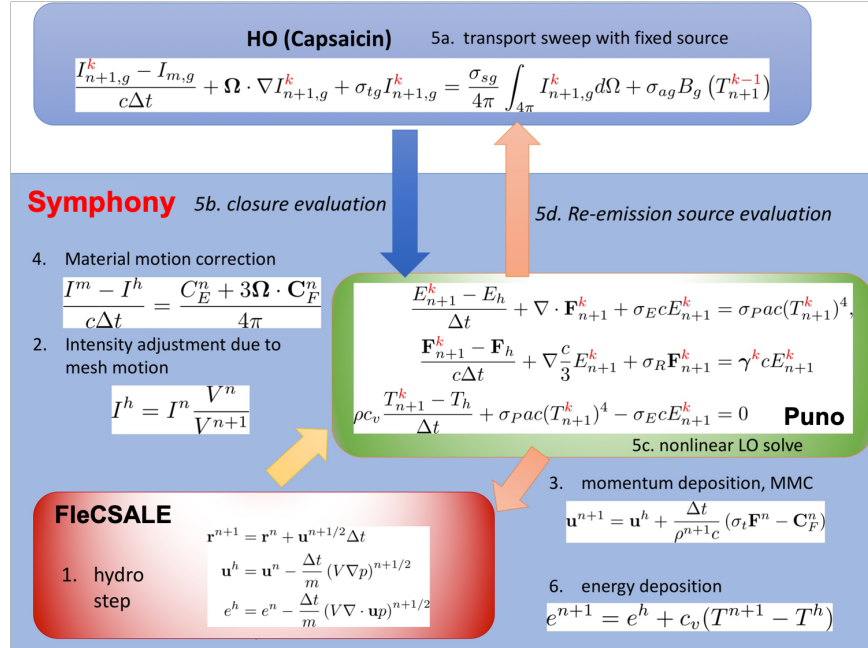 HO (Capsaicin) 5a. transport sweep with fixed source
\frac{I^k_{n+1,g} - I_{m,g}}{c\Delta t} + \mathbf{\Omega} \cdot \nabla I^k_{n+1,g} + \sigma_{tg} I^k_{n+1,g} = \frac{\sigma_{sg}}{4\pi} \int_{4\pi} I^k_{n+1,g} d\Omega + \sigma_{ag} B_g \left( T^{k-1}_{n+1} \right)
Symphony 5b. closure evaluation
5d. Re-emission source evaluation
4. Material motion correction
\frac{I^m - I^h}{c\Delta t} = \frac{C^n_E + 3\mathbf{\Omega} \cdot \mathbf{C}^n_F}{4\pi}
2. Intensity adjustment due to
mesh motion
I^h = I^n \frac{V^n}{V^{n+1}}
\frac{E^k_{n+1} - E_h}{\Delta t} + \nabla \cdot \mathbf{F}^k_{n+1} + \sigma_E c E^k_{n+1} = \sigma_P a c (T^k_{n+1})^4,
\frac{\mathbf{F}^k_{n+1} - \mathbf{F}_h}{c\Delta t} + \nabla \frac{c}{3} E^k_{n+1} + \sigma_R \mathbf{F}^k_{n+1} = \boldsymbol{\gamma}^k c E^k_{n+1}
\rho c_v \frac{T^k_{n+1} - T_h}{\Delta t} + \sigma_P a c (T^k_{n+1})^4 - \sigma_E c E^k_{n+1} = 0
Puno
5c. nonlinear LO solve
FleCSALE
1. hydro
step
\mathbf{r}^{n+1} = \mathbf{r}^n + \mathbf{u}^{n+1/2} \Delta t
\mathbf{u}^h = \mathbf{u}^n - \frac{\Delta t}{m} (V \nabla p)^{n+1/2}
e^h = e^n - \frac{\Delta t}{m} (V \nabla \cdot \mathbf{u} p)^{n+1/2}
3. momentum deposition, MMC
\mathbf{u}^{n+1} = \mathbf{u}^h + \frac{\Delta t}{\rho^{n+1} c} (\sigma_t \mathbf{F}^n - \mathbf{C}^n_F)
6. energy deposition
e^{n+1} = e^h + c_v (T^{n+1} - T^h)